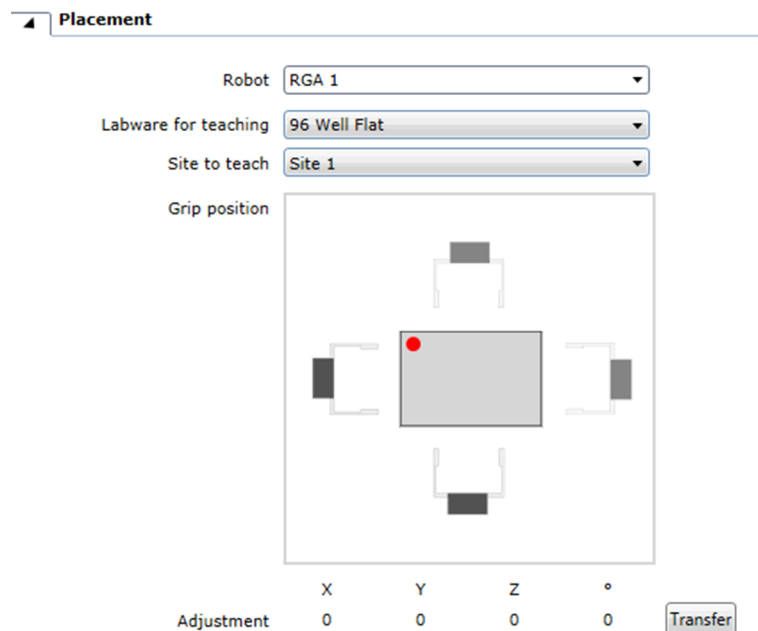 Placement
Robot RGA 1
Labware for teaching 96 Well Flat
Site to teach Site 1
Grip position
X Y Z °
Adjustment 0 0 0 0 Transfer